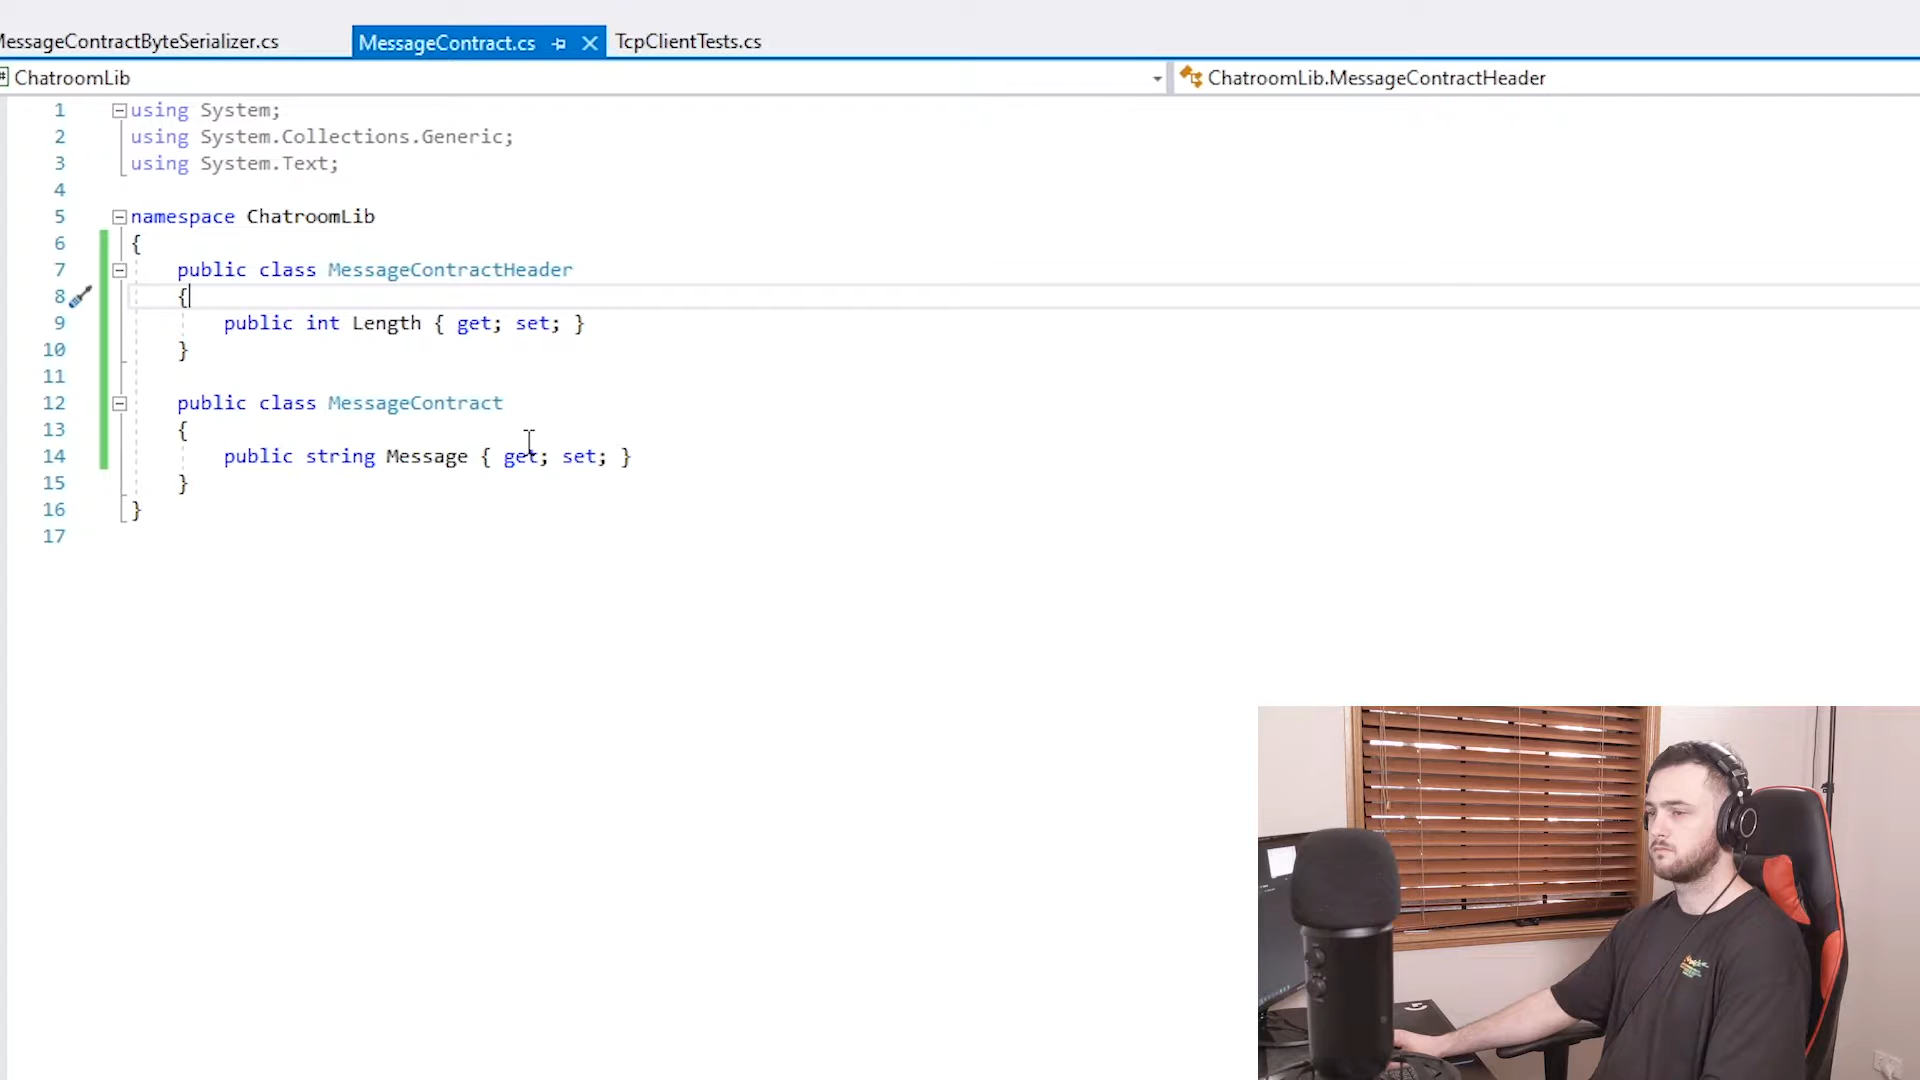 MessageContractByteSerializer.cs
MessageContract.cs
TcpClientTests.cs
ChatroomLib
ChatroomLib.MessageContractHeader
1 using System;
2 using System.Collections.Generic;
3 using System.Text;
4
5 namespace ChatroomLib
6 {
7 public class MessageContractHeader
8 {
9 public int Length { get; set; }
10 }
11
12 public class MessageContract
13 {
14 public string Message { get; set; }
15 }
16 }
17